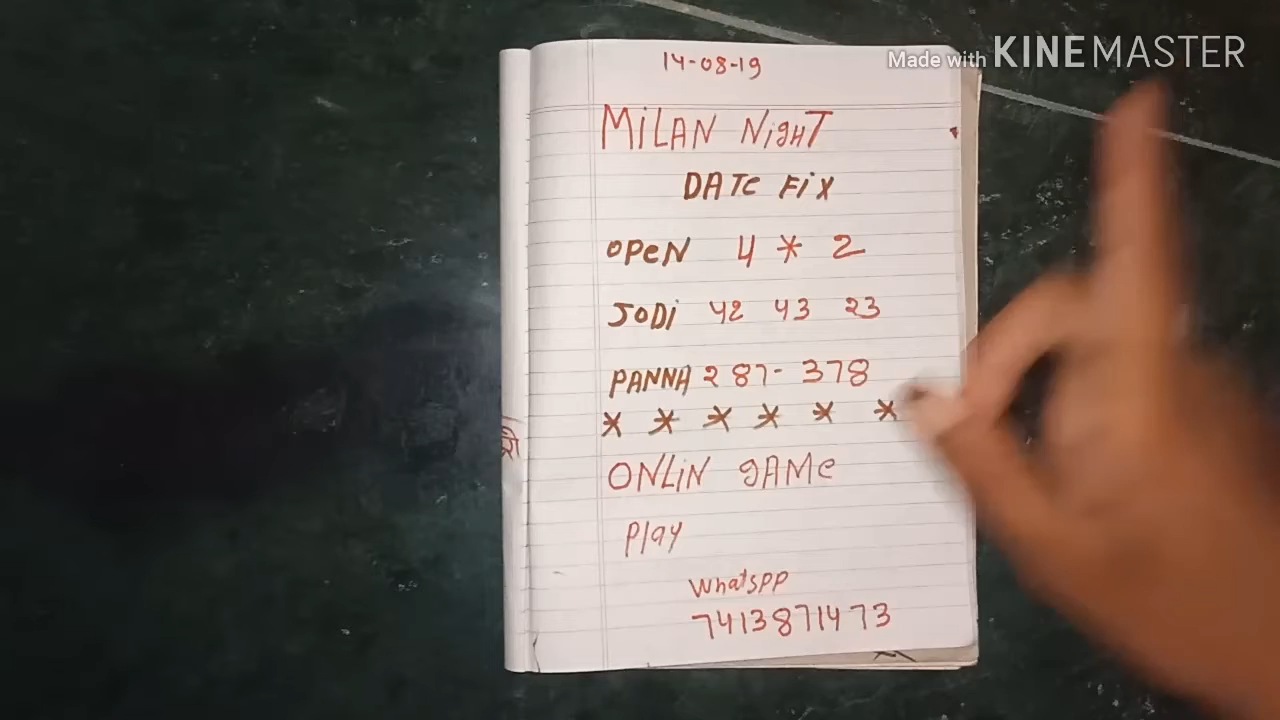 Made with KINEMASTER
14-08-19
MiLAN NigHT
DATe FiX
OPeN 4 * 2
JODi 42 43 23
PANNA 287- 378
* * * * * *
ONLiN gAMe
Play
Whatspp
7413871473